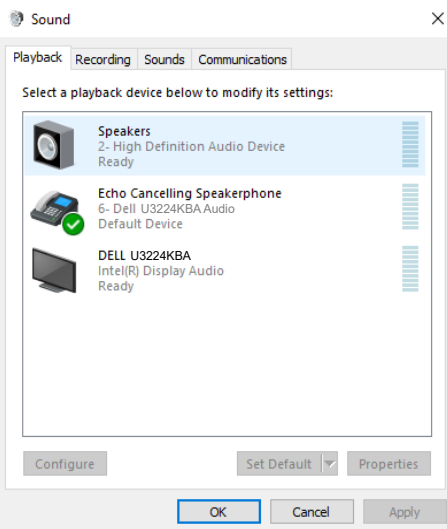 Sound
Playback Recording Sounds Communications
Select a playback device below to modify its settings:
Speakers
2- High Definition Audio Device
Ready
Echo Cancelling Speakerphone
6- Dell U3224KBA Audio
Default Device
DELL U3224KBA
Intel(R) Display Audio
Ready
Configure Set Default Properties
OK Cancel Apply